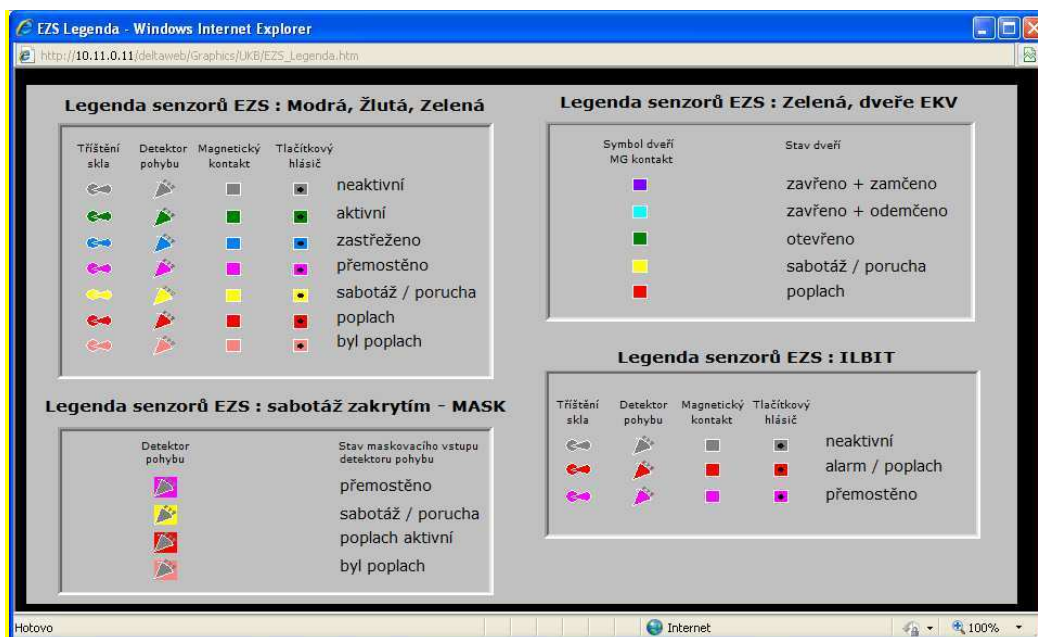 EZS Legenda - Windows Internet Explorer
http://10.11.0.11/deltaweb/Graphics/UKB/EZS_Legenda.htm
Legenda senzorů EZS : Modrá, Žlutá, Zelená
Tříštění skla
Detektor pohybu
Magnetický kontakt
Tlačítkový hlásič
neaktivní
aktivní
zastřeženo
přemostěno
sabotáž / porucha
poplach
byl poplach
Legenda senzorů EZS : sabotáž zakrytím - MASK
Detektor pohybu
Stav maskovacího vstupu
detektoru pohybu
přemostěno
sabotáž / porucha
poplach aktivní
byl poplach
Legenda senzorů EZS : Zelená, dveře EKV
Symbol dveří
MG kontakt
Stav dveří
zavřeno + zamčeno
zavřeno + odemčeno
otevřeno
sabotáž / porucha
poplach
Legenda senzorů EZS : ILBIT
Tříštění skla
Detektor pohybu
Magnetický kontakt
Tlačítkový hlásič
neaktivní
alarm / poplach
přemostěno
Hotovo
Internet
100%